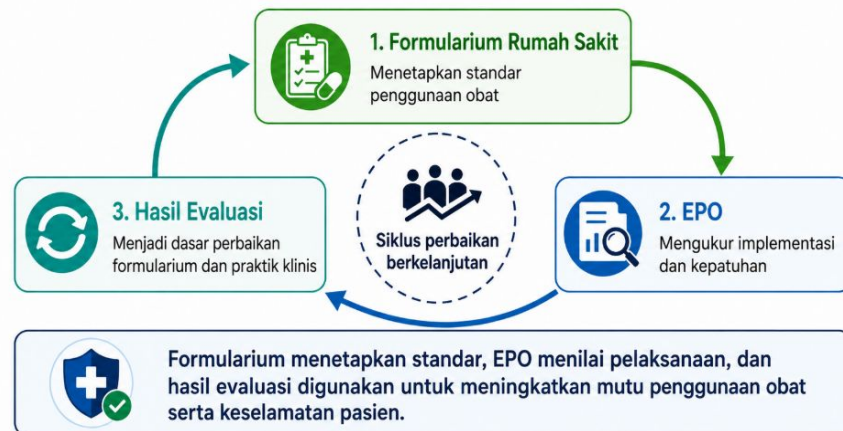 1. Formularium Rumah Sakit
Menetapkan standar
penggunaan obat
2. EPO
Mengukur implementasi
dan kepatuhan
3. Hasil Evaluasi
Menjadi dasar perbaikan
formularium dan praktik klinis
Siklus perbaikan
berkelanjutan
Formularium menetapkan standar, EPO menilai pelaksanaan, dan
hasil evaluasi digunakan untuk meningkatkan mutu penggunaan obat
serta keselamatan pasien.